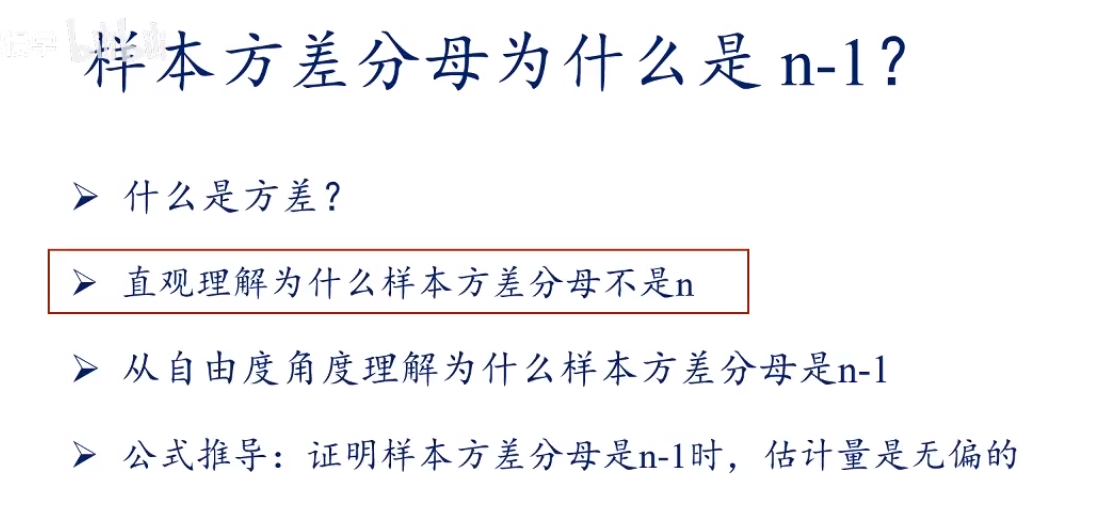 样本方差分母为什么是 n-1?
➢ 什么是方差?
➢ 直观理解为什么样本方差分母不是n
➢ 从自由度角度理解为什么样本方差分母是n-1
➢ 公式推导：证明样本方差分母是n-1时，估计量是无偏的